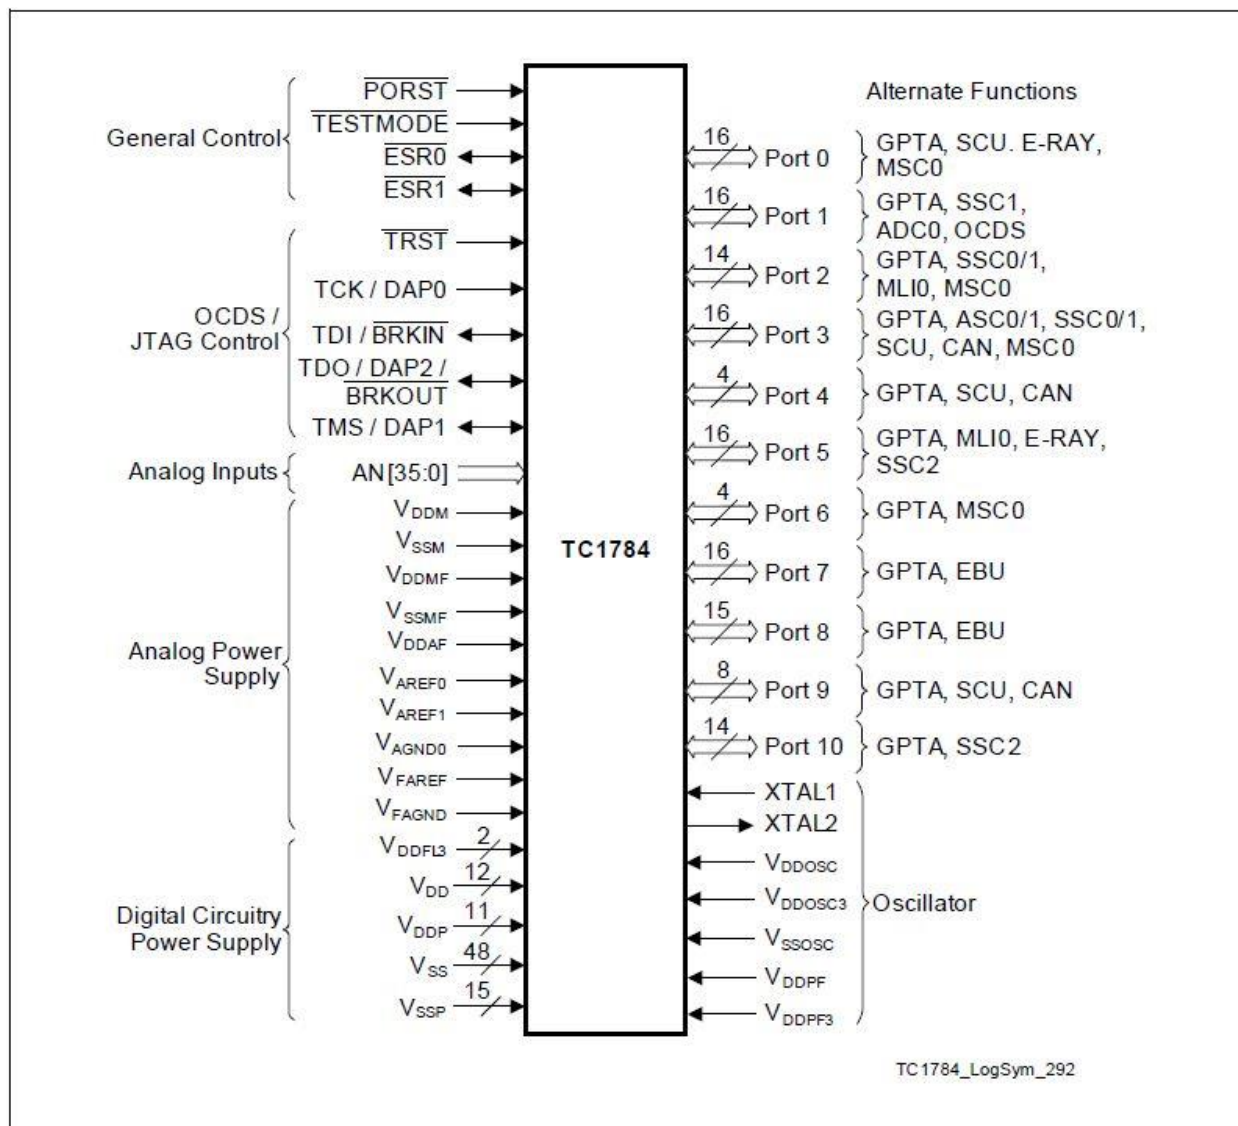 Alternate Functions
General Control
PORST
TESTMODE
ESR0
ESR1
OCDS /
JTAG Control
TRST
TCK / DAP0
TDI / BRKIN
TDO / DAP2 /
BRKOUT
TMS / DAP1
Analog Inputs
AN[35:0]
Analog Power
Supply
VDDM
VSSM
VDDMF
VSSMF
VDDAF
VAREF0
VAREF1
VAGND0
VFAREF
VFAGND
Digital Circuitry
Power Supply
VDDFL3 2
VDD 12
VDDP 11
VSS 48
VSSP 15
TC1784
16 Port 0 GPTA, SCU. E-RAY,
MSC0
16 Port 1 GPTA, SSC1,
ADC0, OCDS
14 Port 2 GPTA, SSC0/1,
MLI0, MSC0
16 Port 3 GPTA, ASC0/1, SSC0/1,
SCU, CAN, MSC0
4 Port 4 GPTA, SCU, CAN
16 Port 5 GPTA, MLI0, E-RAY,
SSC2
4 Port 6 GPTA, MSC0
16 Port 7 GPTA, EBU
15 Port 8 GPTA, EBU
8 Port 9 GPTA, SCU, CAN
14 Port 10 GPTA, SSC2
XTAL1
XTAL2
VDDOSC
VDDOSC3
VSSOSC
VDDPF
VDDPF3
Oscillator
TC1784_LogSym_292